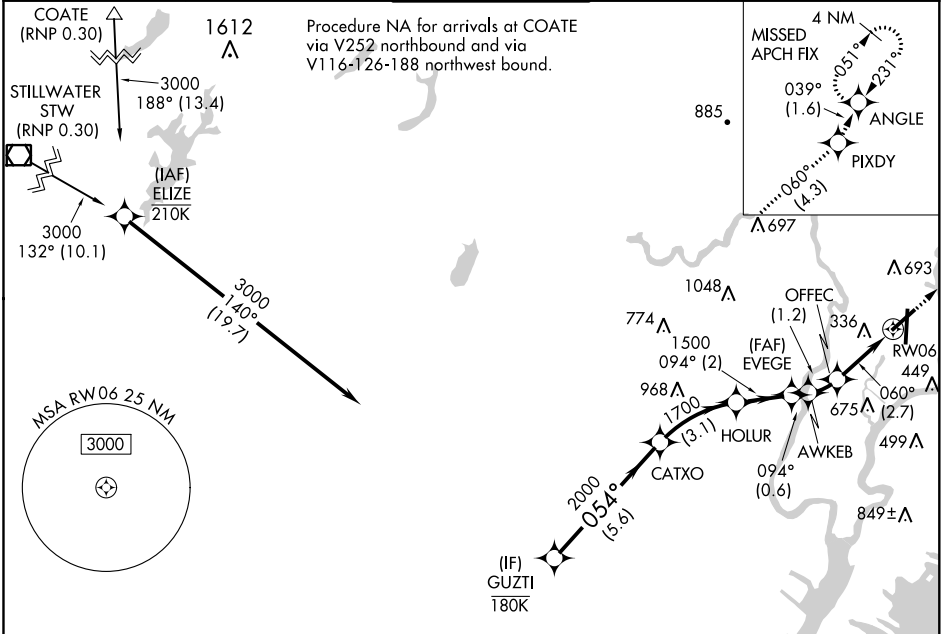 COATE
(RNP 0.30)
1612
Procedure NA for arrivals at COATE
via V252 northbound and via
V116-126-188 northwest bound.
4 NM
MISSED
APCH FIX
051°
231°
039°
(1.6)
ANGLE
PIXDY
060°
(4.3)
3000
188° (13.4)
STILLWATER
STW
(RNP 0.30)
885
(IAF)
ELIZE
210K
3000
132° (10.1)
697
3000
140°
(19.7)
693
1048
OFFEC
(1.2)
336
774
1500
094° (2)
(FAF)
EVEGE
RW06
449
968
060°
(2.7)
675
1700
(3.1)
HOLUR
AWKEB
499
CATXO
094°
(0.6)
MSA RW06 25 NM
3000
2000
054°
(5.6)
849±
(IF)
GUZTI
180K